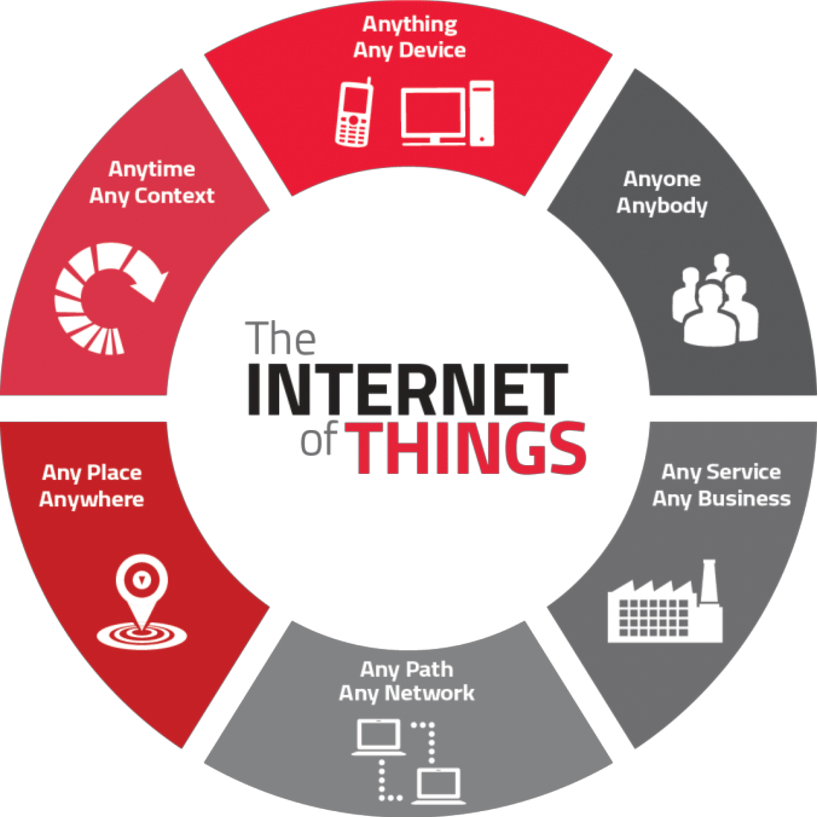 Anything
Any Device
Anyone
Anybody
Any Service
Any Business
Any Path
Any Network
Any Place
Anywhere
Anytime
Any Context
The
INTERNET
of THINGS